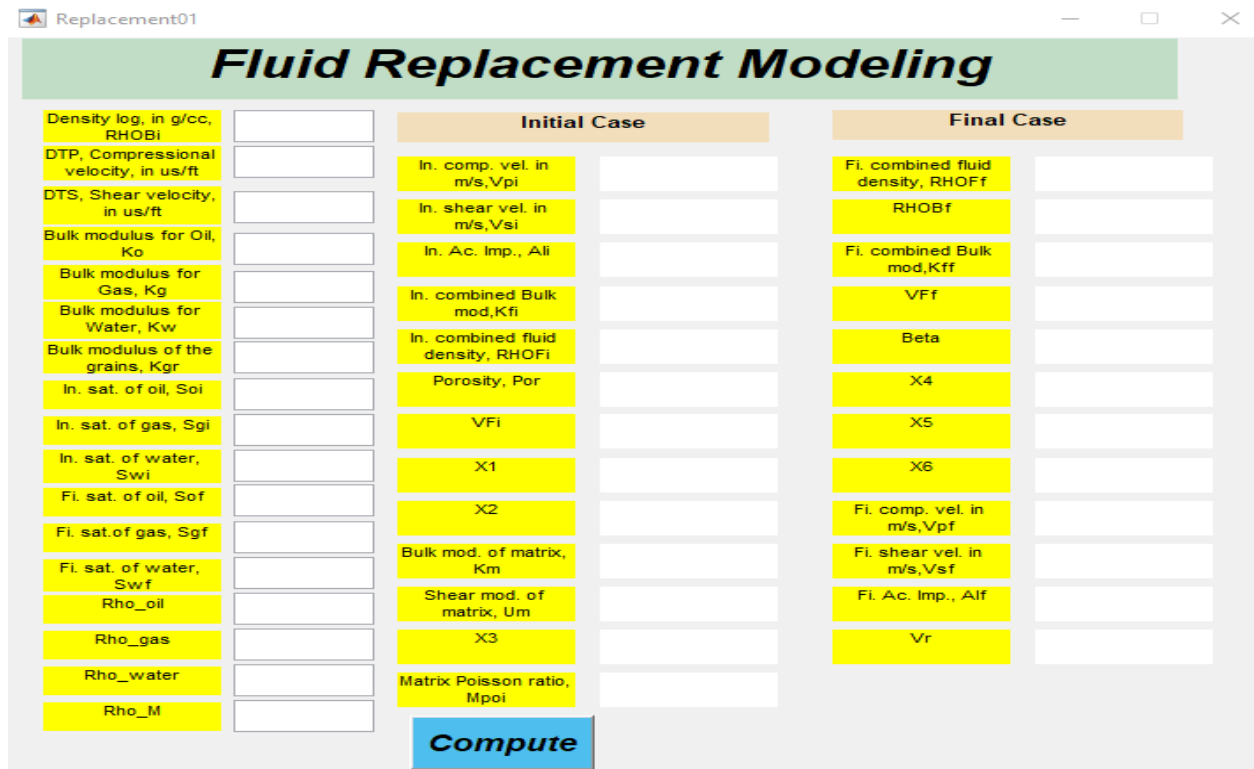 Replacement01
Fluid Replacement Modeling
Density log, in g/cc,
RHOBi
DTP, Compressional
velocity, in us/ft
DTS, Shear velocity,
in us/ft
Bulk modulus for Oil,
Ko
Bulk modulus for
Gas, Kg
Bulk modulus for
Water, Kw
Bulk modulus of the
grains, Kgr
In. sat. of oil, Soi
In. sat. of gas, Sgi
In. sat. of water,
Swi
Fi. sat. of oil, Sof
Fi. sat.of gas, Sgf
Fi. sat. of water,
Swf
Rho_oil
Rho_gas
Rho_water
Rho_M
Initial Case
In. comp. vel. in
m/s,Vpi
In. shear vel. in
m/s,Vsi
In. Ac. Imp., AIi
In. combined Bulk
mod,Kfi
In. combined fluid
density, RHOFi
Porosity, Por
VFi
X1
X2
Bulk mod. of matrix,
Km
Shear mod. of
matrix, Um
X3
Matrix Poisson ratio,
Mpoi
Compute
Final Case
Fi. combined fluid
density, RHOFf
RHOBf
Fi. combined Bulk
mod,Kff
VFf
Beta
X4
X5
X6
Fi. comp. vel. in
m/s,Vpf
Fi. shear vel. in
m/s,Vsf
Fi. Ac. Imp., AIf
Vr